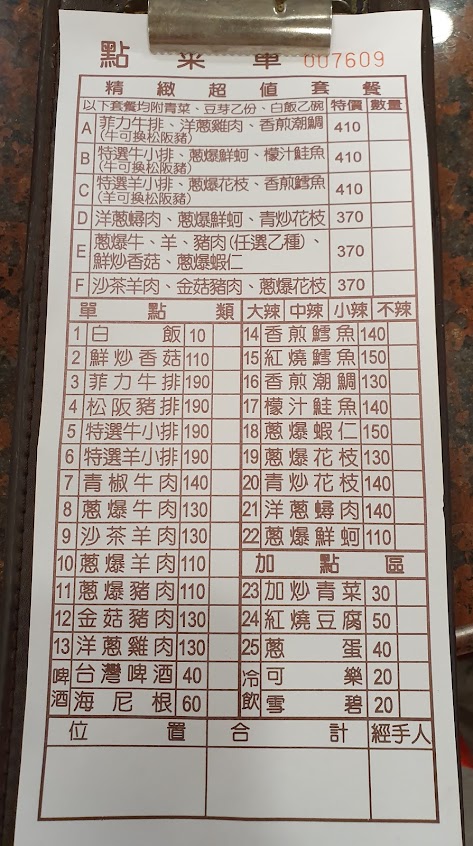 點菜單 007609
精緻超值套餐
以下套餐均附青菜、豆芽乙份、白飯乙碗 特價 數量
A 菲力牛排、洋蔥雞肉、香煎潮鯛 410
(牛可換松阪豬)
B 特選牛小排、蔥爆鮮蚵、檬汁鮭魚 410
(牛可換松阪豬)
C 特選羊小排、蔥爆花枝、香煎鱈魚 410
(羊可換松阪豬)
D 洋蔥鱘肉、蔥爆鮮蚵、青炒花枝 370
E 蔥爆牛、羊、豬肉(任選乙種)、 370
鮮炒香菇、蔥爆蝦仁
F 沙茶羊肉、金菇豬肉、蔥爆花枝 370
單點類 大辣 中辣 小辣 不辣
1 白飯 10 14 香煎鱈魚 140
2 鮮炒香菇 110 15 紅燒鱈魚 150
3 菲力牛排 190 16 香煎潮鯛 130
4 松阪豬排 190 17 檬汁鮭魚 140
5 特選牛小排 190 18 蔥爆蝦仁 150
6 特選羊小排 190 19 蔥爆花枝 130
7 青椒牛肉 140 20 青炒花枝 140
8 蔥爆牛肉 130 21 洋蔥鱘肉 140
9 沙茶羊肉 130 22 蔥爆鮮蚵 110
10 蔥爆羊肉 110 加點區
11 蔥爆豬肉 110 23 加炒青菜 30
12 金菇豬肉 130 24 紅燒豆腐 50
13 洋蔥雞肉 130 25 蔥蛋 40
啤酒 台灣啤酒 40 冷飲 可樂 20
海尼根 60 雪碧 20
位置 合計 經手人